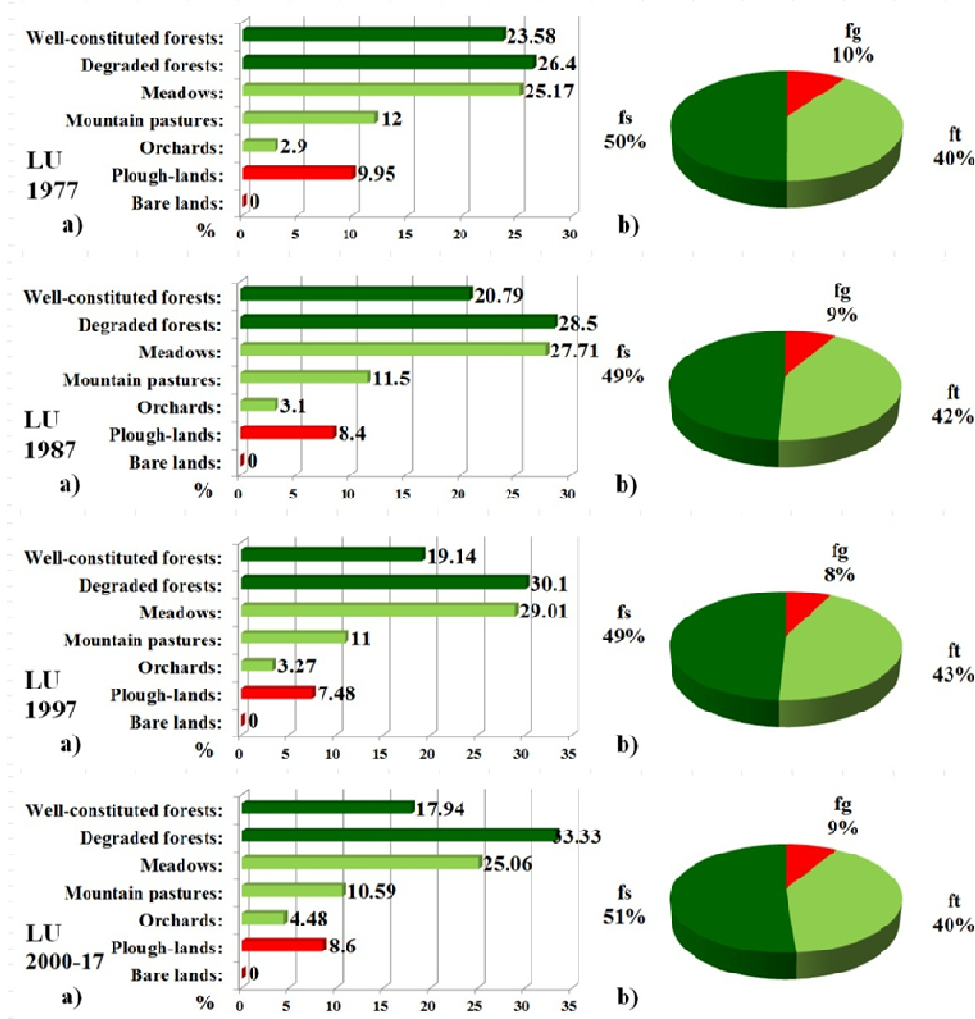 Well-constituted forests: 23.58
Degraded forests: 26.4
Meadows: 25.17
Mountain pastures: 12
Orchards: 2.9
Plough-lands: 9.95
Bare lands: 0
LU
1977
a)
% 0 5 10 15 20 25 30
fg
10%
fs
50%
ft
40%
b)
Well-constituted forests: 20.79
Degraded forests: 28.5
Meadows: 27.71
Mountain pastures: 11.5
Orchards: 3.1
Plough-lands: 8.4
Bare lands: 0
LU
1987
a)
% 0 5 10 15 20 25 30
fg
9%
fs
49%
ft
42%
b)
Well-constituted forests: 19.14
Degraded forests: 30.1
Meadows: 29.01
Mountain pastures: 11
Orchards: 3.27
Plough-lands: 7.48
Bare lands: 0
LU
1997
a)
% 0 5 10 15 20 25 30 35
fg
8%
fs
49%
ft
43%
b)
Well-constituted forests: 17.94
Degraded forests: 33.33
Meadows: 25.06
Mountain pastures: 10.59
Orchards: 4.48
Plough-lands: 8.6
Bare lands: 0
LU
2000-17
a)
% 0 5 10 15 20 25 30 35
fg
9%
fs
51%
ft
40%
b)